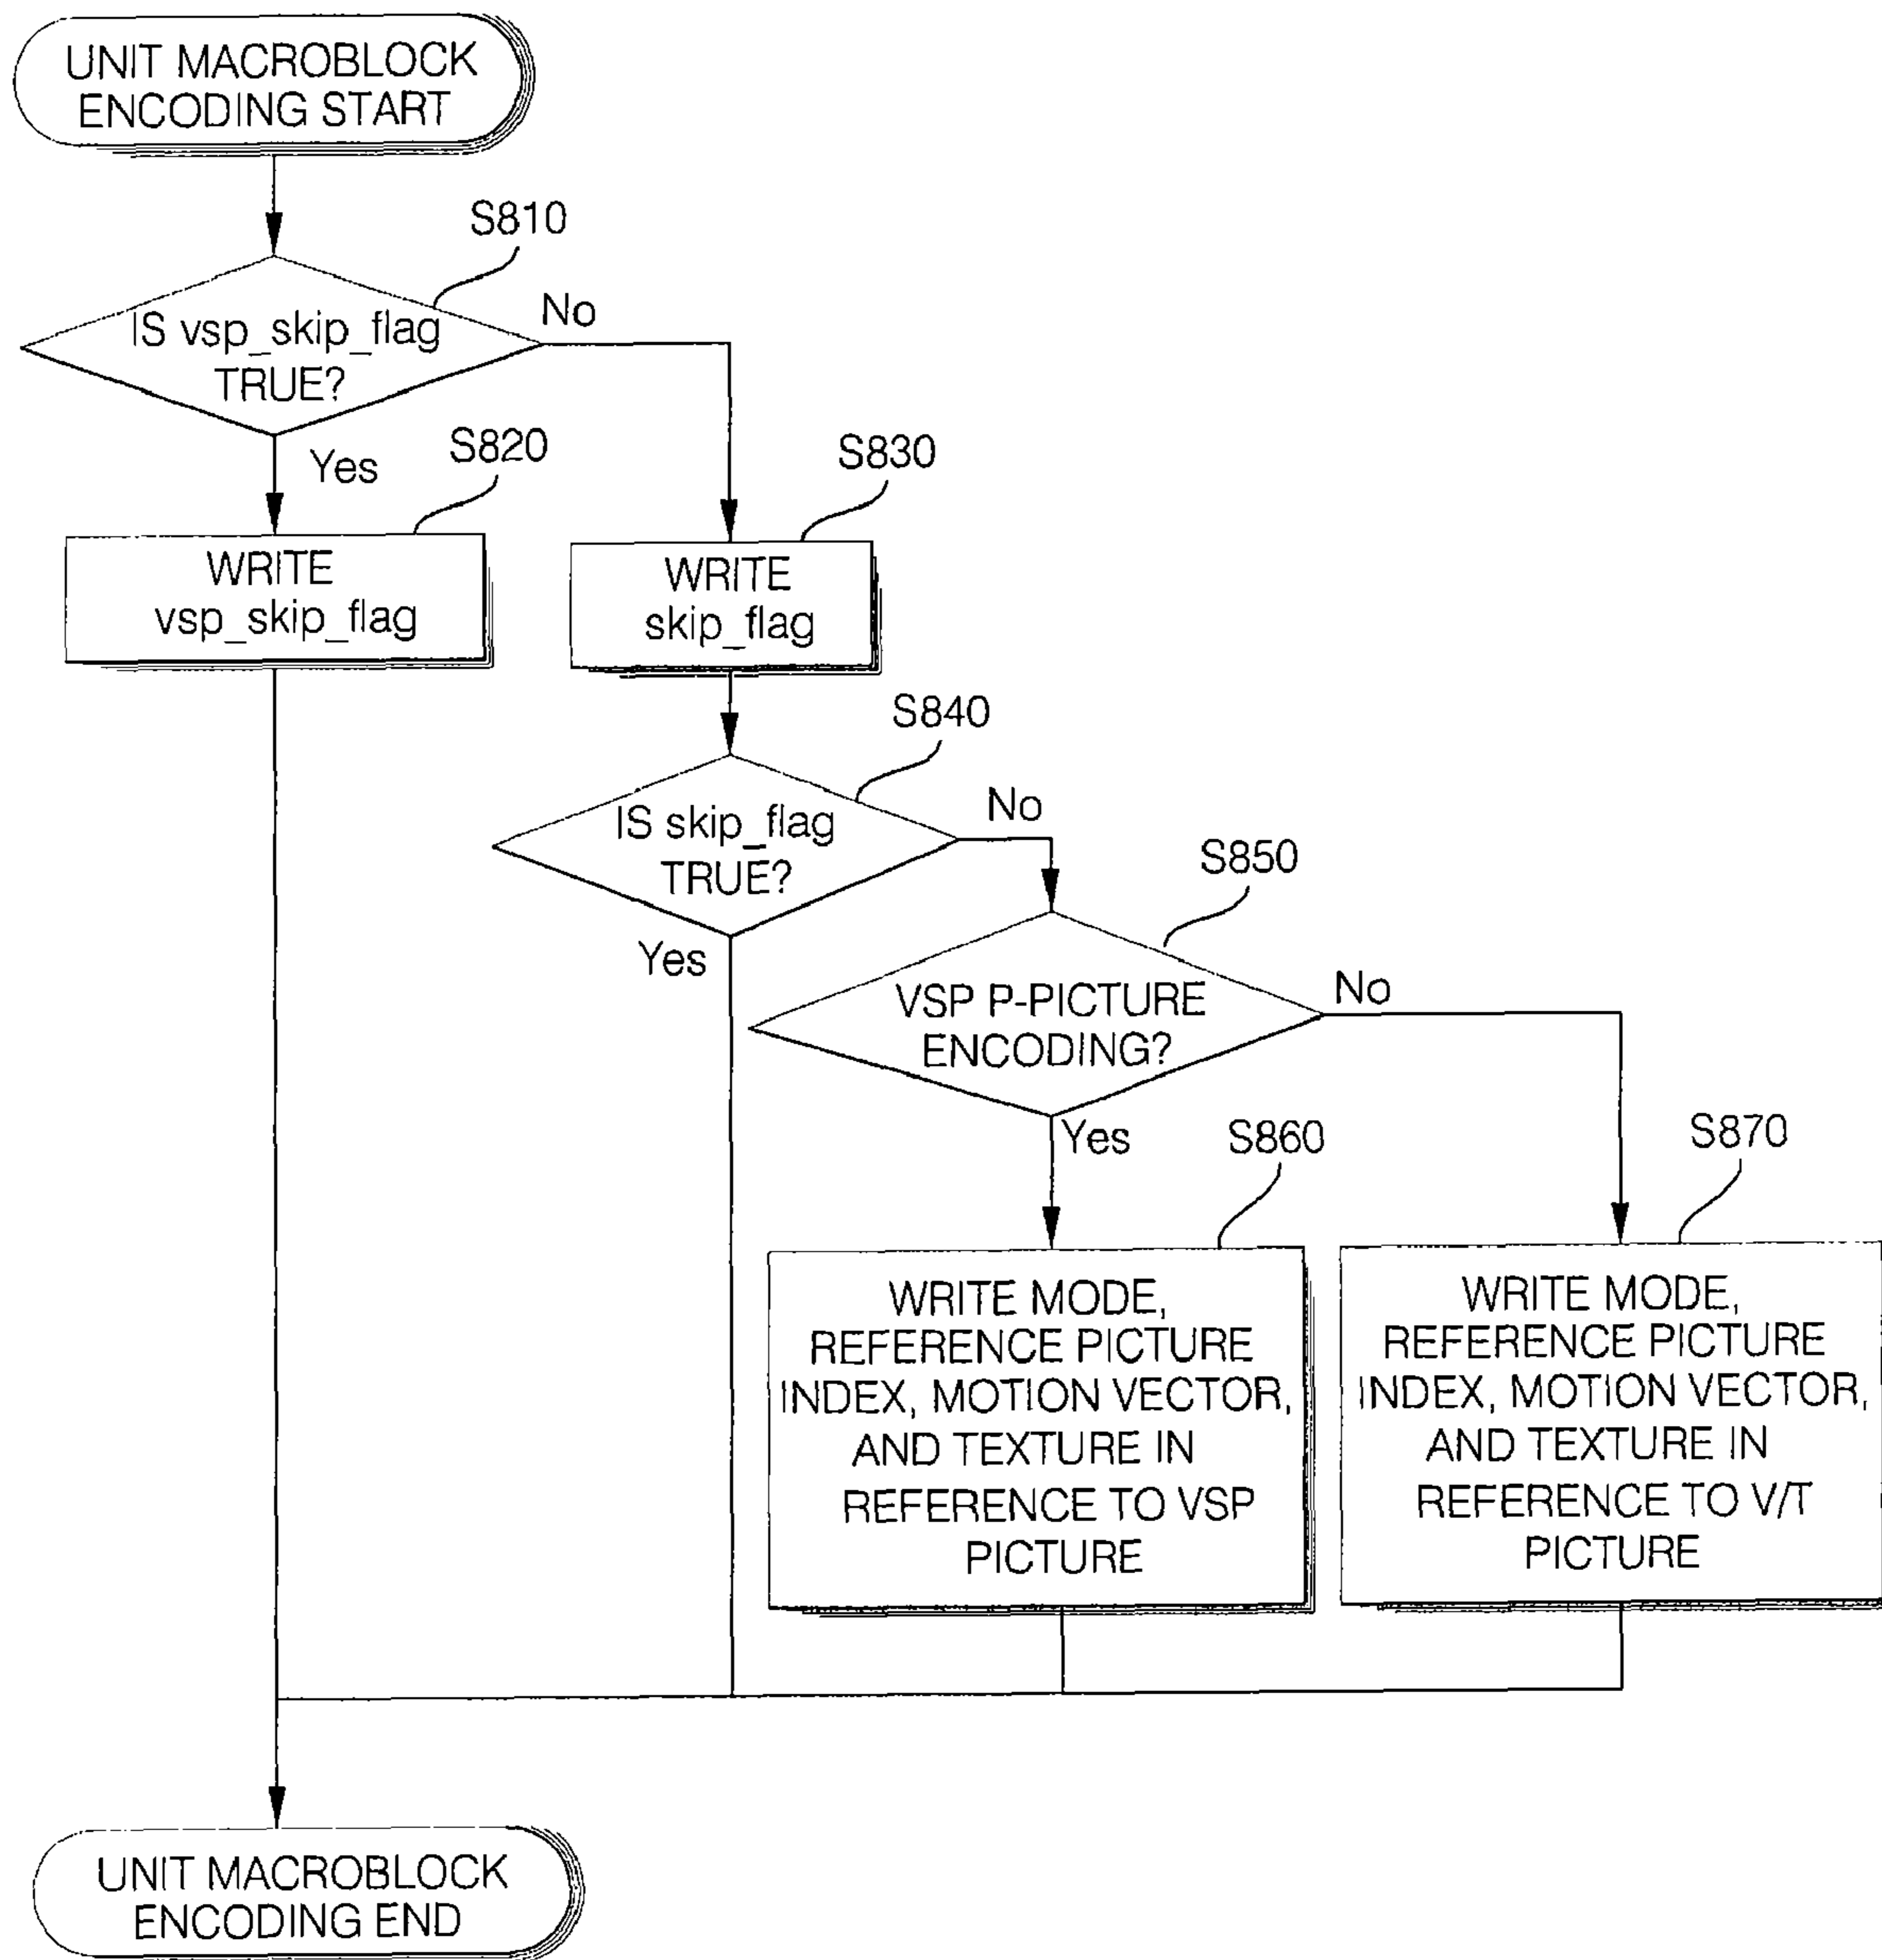 UNIT MACROBLOCK
ENCODING START
S810
IS vsp_skip_flag
TRUE?
No
Yes
S820
WRITE
vsp_skip_flag
S830
WRITE
skip_flag
S840
IS skip_flag
TRUE?
No
Yes
S850
VSP P-PICTURE
ENCODING?
No
Yes
S860
WRITE MODE,
REFERENCE PICTURE
INDEX, MOTION VECTOR,
AND TEXTURE IN
REFERENCE TO VSP
PICTURE
S870
WRITE MODE,
REFERENCE PICTURE
INDEX, MOTION VECTOR,
AND TEXTURE IN
REFERENCE TO V/T
PICTURE
UNIT MACROBLOCK
ENCODING END